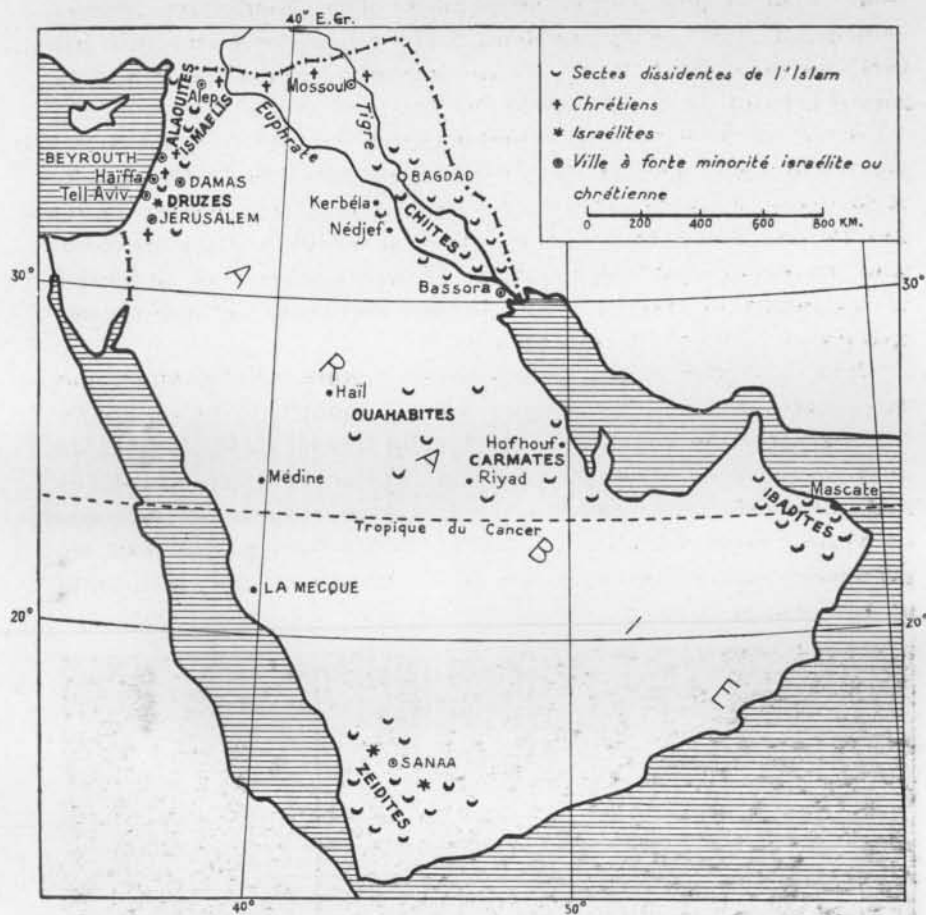 40° E.Gr.
Sectes dissidentes de l'Islam
Chrétiens
Israélites
Ville à forte minorité israélite ou
chrétienne
0 200 400 600 800 KM.
Mossoul
Alep
ALAOUITES
ISMAËLIS
Euphrate
Tigre
BEYROUTH
Haïffa
DAMAS
BAGDAD
Tell-Aviv
DRUZES
JÉRUSALEM
Kerbéla
Nédjef
CHIITES
30°
Bassora
30°
ARABIE
Haïl
OUAHABITES
Hofhouf
CARMATES
Médine
Riyad
Mascate
IBADITES
Tropique du Cancer
LA MECQUE
20°
20°
SANAA
ZEIDITES
40°
50°